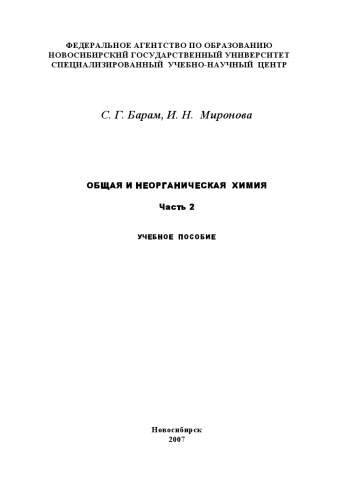 ФЕДЕРАЛЬНОЕ АГЕНТСТВО ПО ОБРАЗОВАНИЮ
НОВОСИБИРСКИЙ ГОСУДАРСТВЕННЫЙ УНИВЕРСИТЕТ
СПЕЦИАЛИЗИРОВАННЫЙ УЧЕБНО-НАУЧНЫЙ ЦЕНТР
С. Г. Барам, И. Н. Миронова
ОБЩАЯ И НЕОРГАНИЧЕСКАЯ ХИМИЯ
Часть 2
УЧЕБНОЕ ПОСОБИЕ
Новосибирск
2007